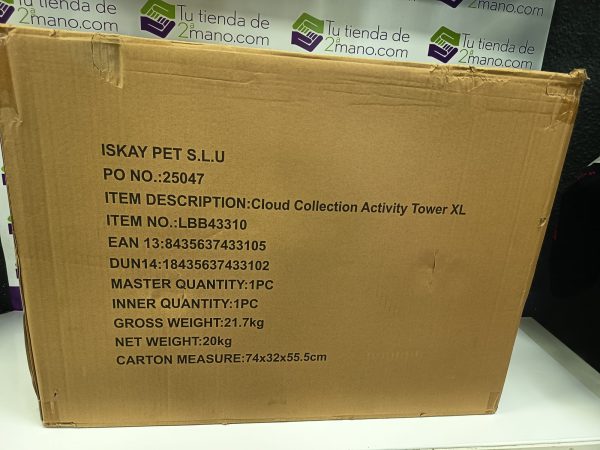 Tu tienda de
2ªmano.com
Tu tienda de
2ªmano.com
Tu tienda de
2ªmano.com
ISKAY PET S.L.U
PO NO.:25047
ITEM DESCRIPTION:Cloud Collection Activity Tower XL
ITEM NO.:LBB43310
EAN 13:8435637433105
DUN14:18435637433102
MASTER QUANTITY:1PC
INNER QUANTITY:1PC
GROSS WEIGHT:21.7kg
NET WEIGHT:20kg
CARTON MEASURE:74x32x55.5cm